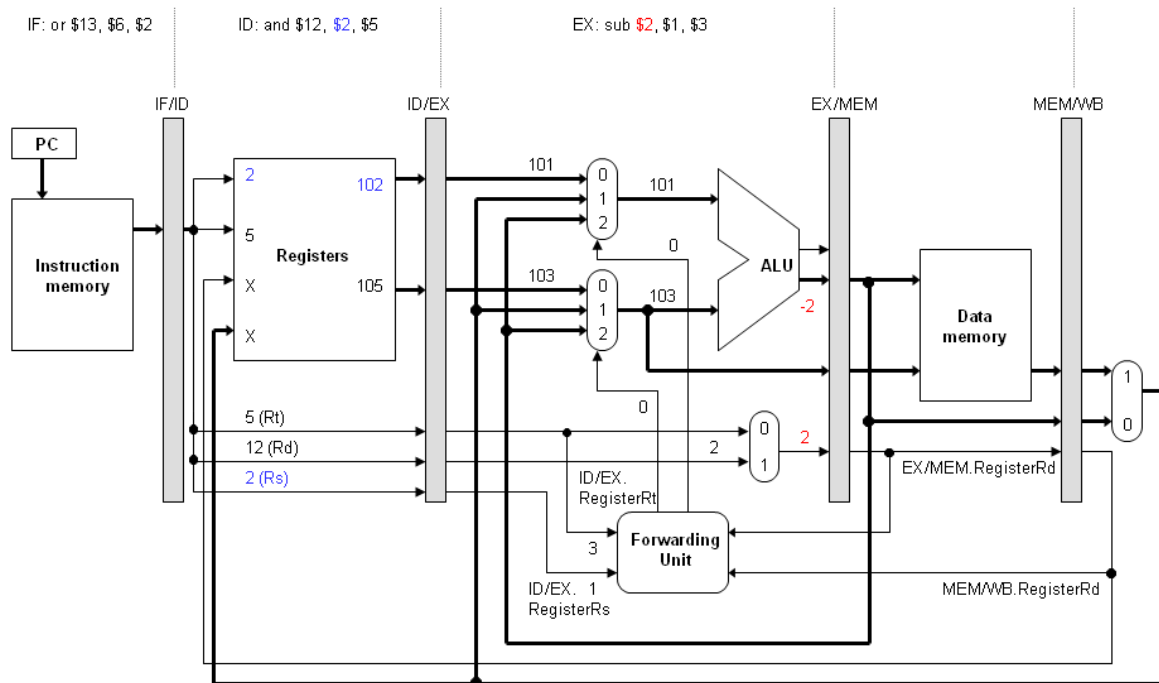 IF: or $13, $6, $2
ID: and $12, $2, $5
EX: sub $2, $1, $3
IF/ID
ID/EX
EX/MEM
MEM/WB
PC
Instruction
memory
2
5
X
X
Registers
102
105
101
103
0
1
2
0
1
2
101
103
0
0
ALU
-2
Data
memory
1
0
5 (Rt)
12 (Rd)
2 (Rs)
2
0
1
2
ID/EX.
RegisterRt
3
ID/EX. 1
RegisterRs
Forwarding
Unit
EX/MEM.RegisterRd
MEM/WB.RegisterRd